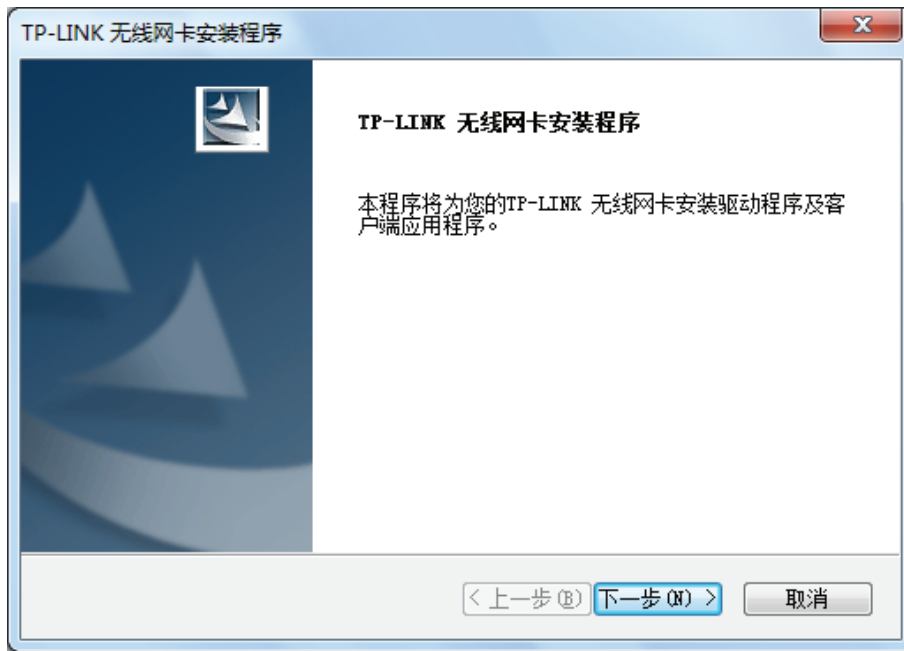 TP-LINK 无线网卡安装程序
TP-LINK 无线网卡安装程序
本程序将为您的TP-LINK 无线网卡安装驱动程序及客
户端应用程序。
< 上一步(B) 下一步(N) > 取消